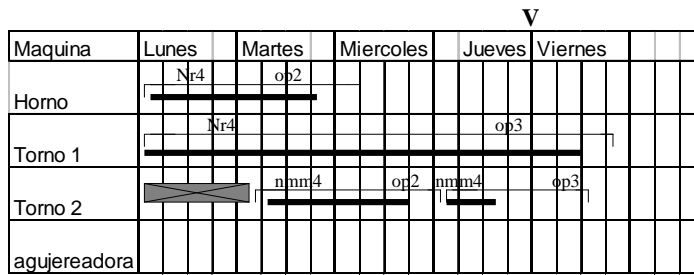 V
Maquina Lunes Martes Miercoles Jueves Viernes
Nr4 op2
Horno
Nr4 op3
Torno 1
nmm4 op2 nmm4 op3
Torno 2
agujereadora